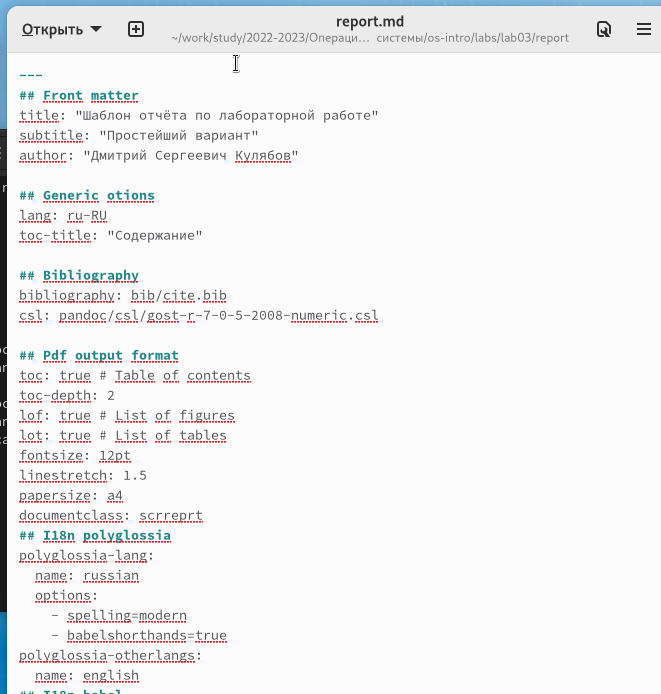 Открыть
report.md
~/work/study/2022-2023/Операци… системы/os-intro/labs/lab03/report
---
## Front matter
title: "Шаблон отчёта по лабораторной работе"
subtitle: "Простейший вариант"
author: "Дмитрий Сергеевич Кулябов"
## Generic otions
lang: ru-RU
toc-title: "Содержание"
## Bibliography
bibliography: bib/cite.bib
csl: pandoc/csl/gost-r-7-0-5-2008-numeric.csl
## Pdf output format
toc: true # Table of contents
toc-depth: 2
lof: true # List of figures
lot: true # List of tables
fontsize: 12pt
linestretch: 1.5
papersize: a4
documentclass: scrreprt
## I18n polyglossia
polyglossia-lang:
  name: russian
  options:
    - spelling=modern
    - babelshorthands=true
polyglossia-otherlangs:
  name: english
## I18n babel